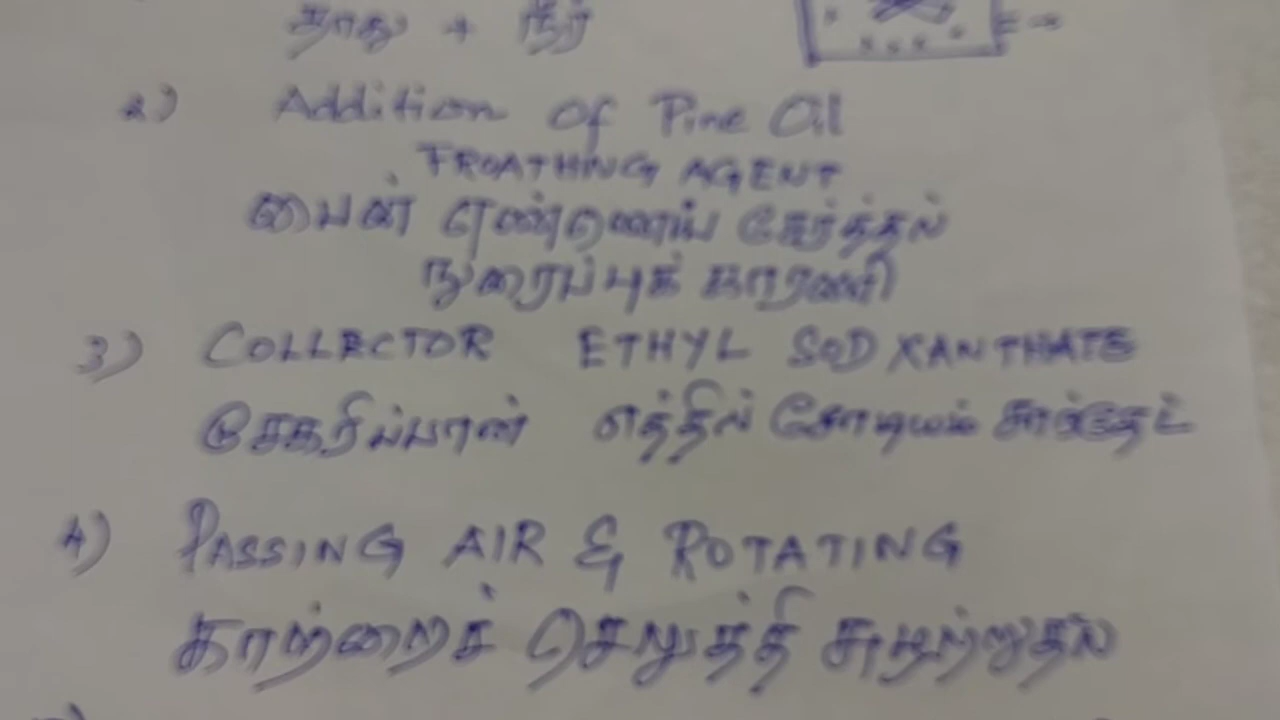 தாது + நீர்
2) Addition of Pine Oil
FROATHING AGENT
பைன் எண்ணெய் சேர்த்தல்
நுரைப்புக் காரணி
3) COLLECTOR ETHYL SOD XANTHATE
சேகரிப்பான் எத்தில் சோடியம்
4) PASSING AIR & ROTATING
காற்றைச் செலுத்தி சுழற்றுதல்